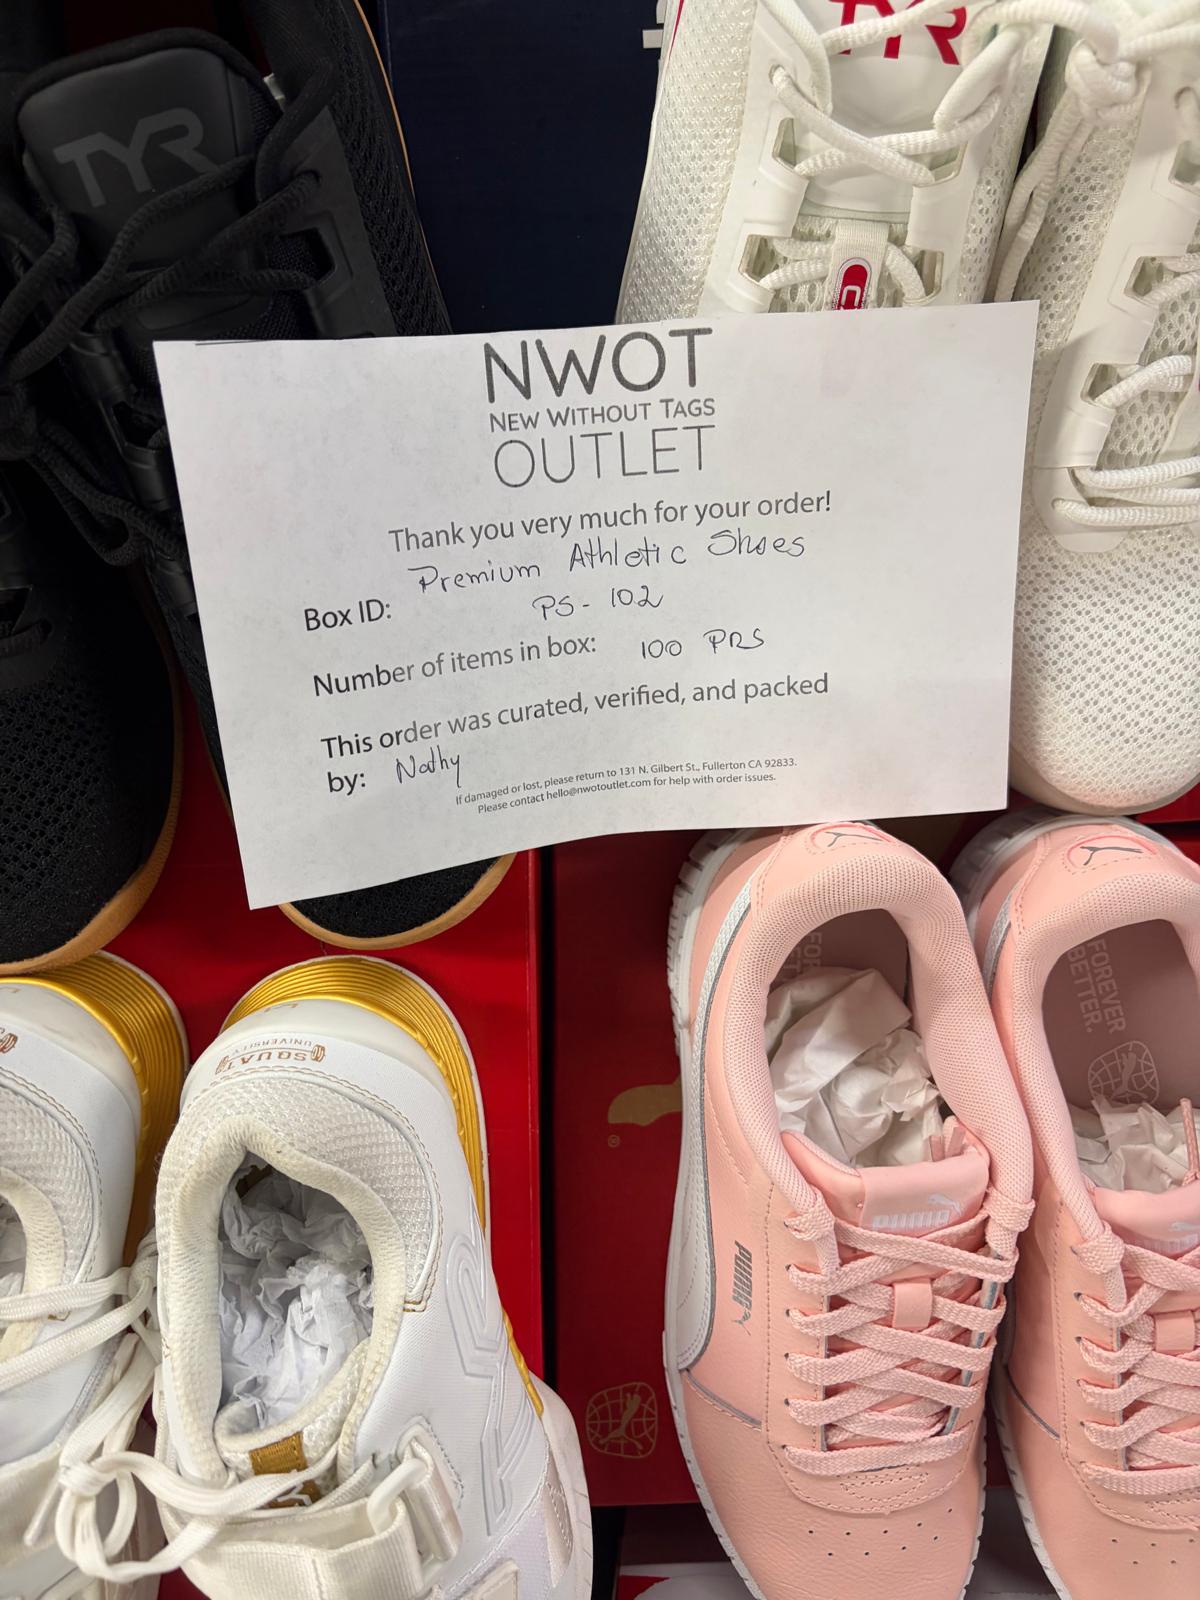 TYR
TYR
NWOT
NEW WITHOUT TAGS
OUTLET
Thank you very much for your order!
Premium Athletic Shoes
Box ID: PS-102
Number of items in box: 100 PRS
This order was curated, verified, and packed
by: Nathy
If damaged or lost, please return to 131 N. Gilbert St., Fullerton CA 92833.
Please contact hello@nwotoutlet.com for help with order issues.
SQUAT
UNIVERSITY
FOREVER
BETTER.
PUMA
PUMA
®